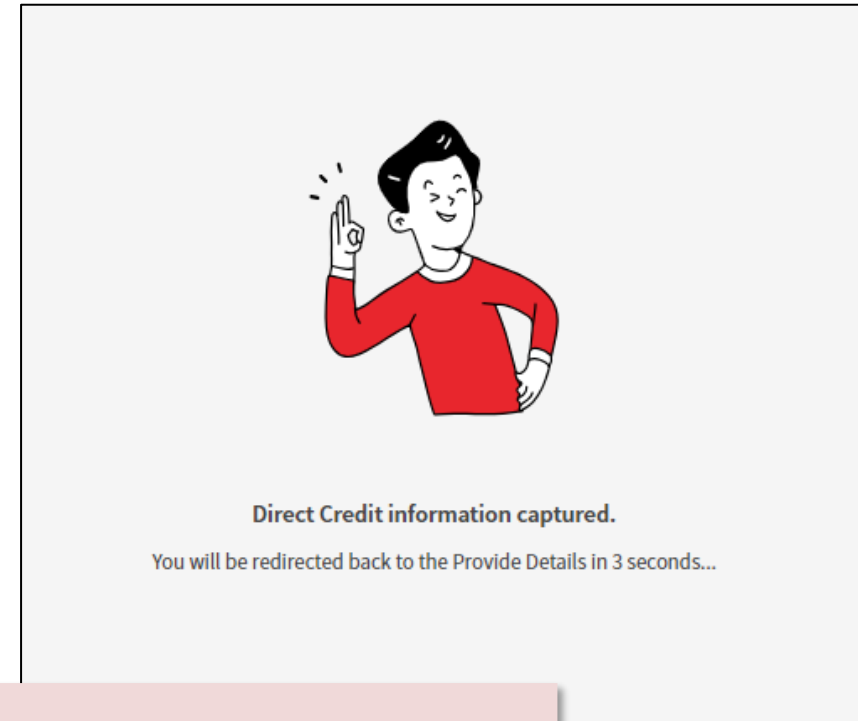 Direct Credit information captured.
You will be redirected back to the Provide Details in 3 seconds...